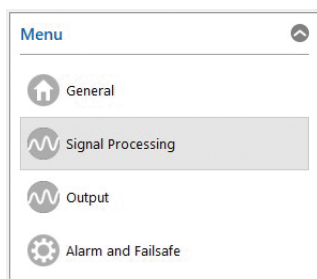 Menu
General
Signal Processing
Output
Alarm and Failsafe